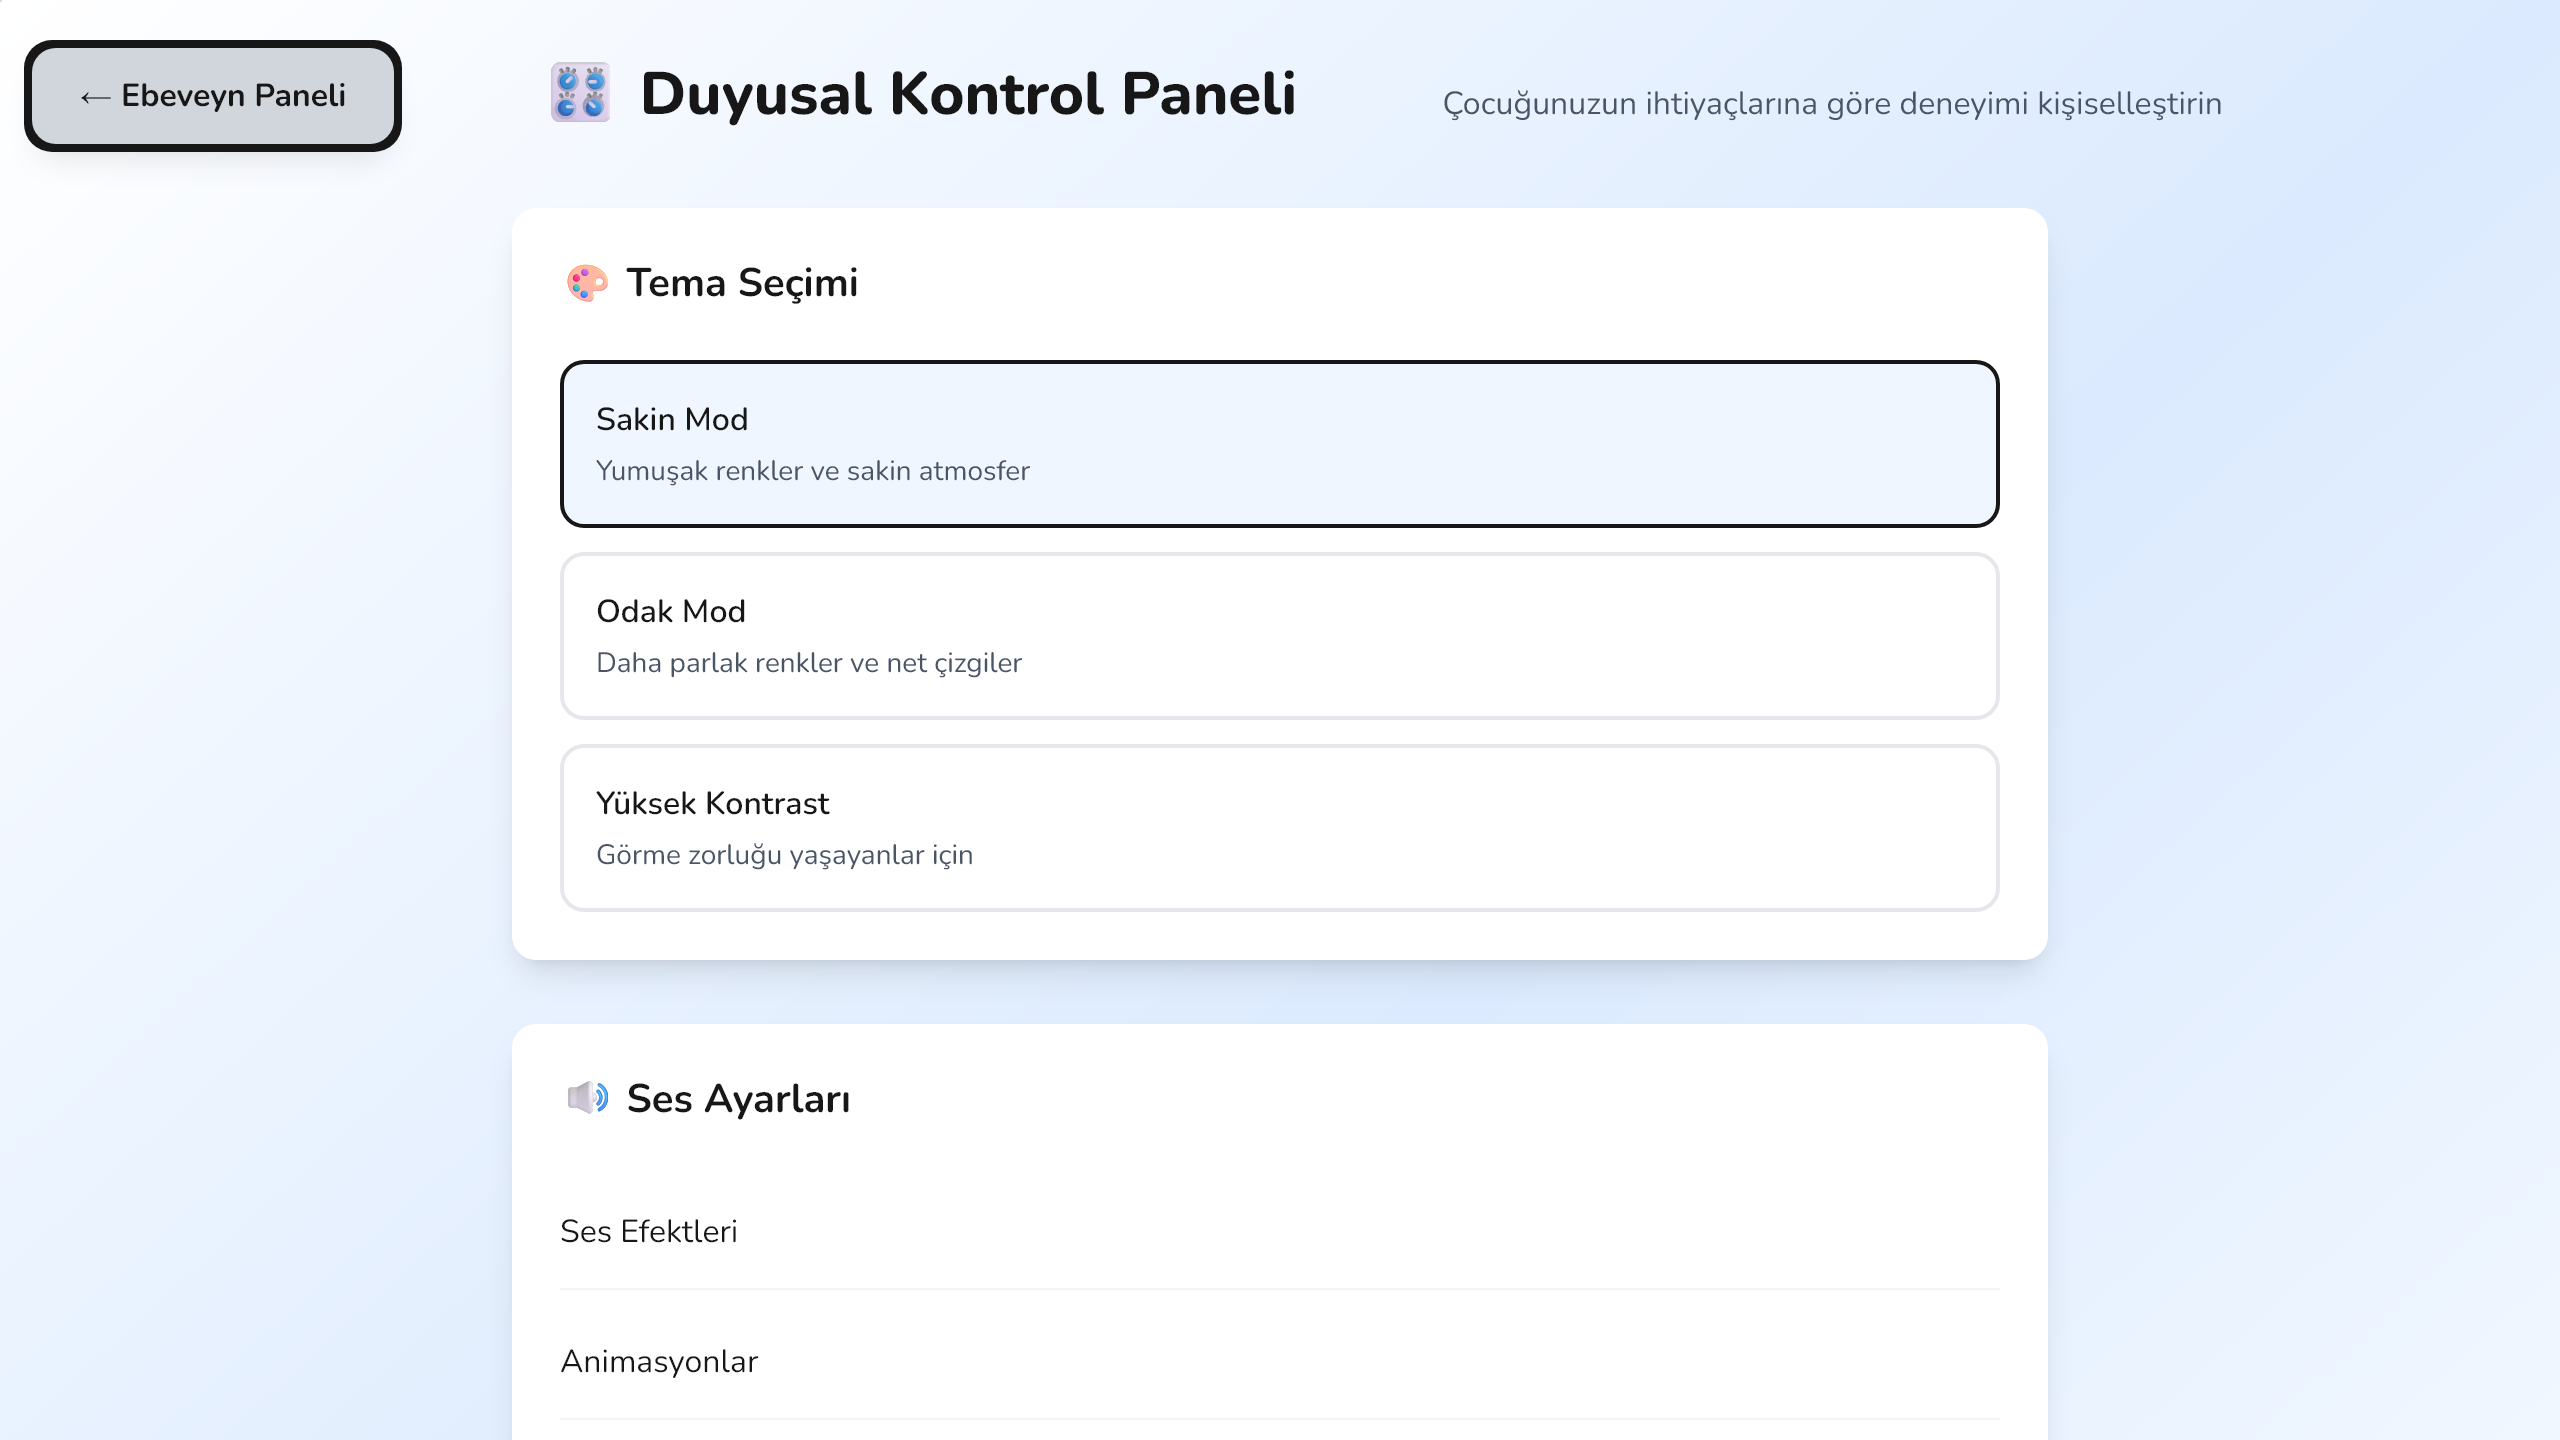 ← Ebeveyn Paneli
Duyusal Kontrol Paneli
Çocuğunuzun ihtiyaçlarına göre deneyimi kişiselleştirin
Tema Seçimi
Sakin Mod
Yumuşak renkler ve sakin atmosfer
Odak Mod
Daha parlak renkler ve net çizgiler
Yüksek Kontrast
Görme zorluğu yaşayanlar için
Ses Ayarları
Ses Efektleri
Animasyonlar